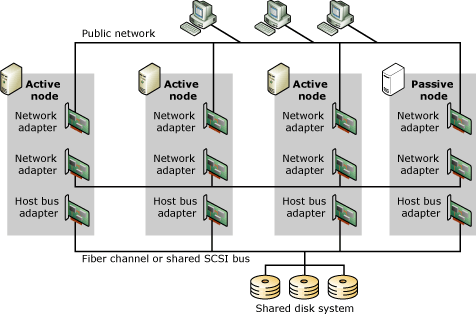 Public network
Active
node
Active
node
Active
node
Passive
node
Network
adapter
Network
adapter
Network
adapter
Network
adapter
Network
adapter
Network
adapter
Network
adapter
Network
adapter
Host bus
adapter
Host bus
adapter
Host bus
adapter
Host bus
adapter
Fiber channel or shared SCSI bus
Shared disk system